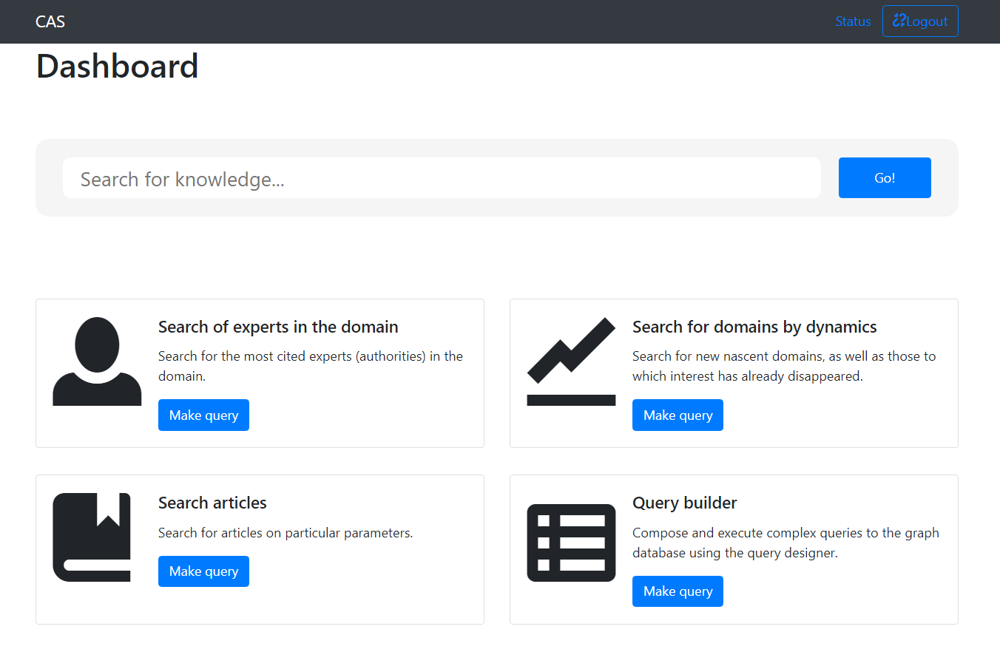 CAS
Status
Logout
Dashboard
Search for knowledge...
Go!
Search of experts in the domain
Search for the most cited experts (authorities) in the
domain.
Make query
Search for domains by dynamics
Search for new nascent domains, as well as those to
which interest has already disappeared.
Make query
Search articles
Search for articles on particular parameters.
Make query
Query builder
Compose and execute complex queries to the graph
database using the query designer.
Make query